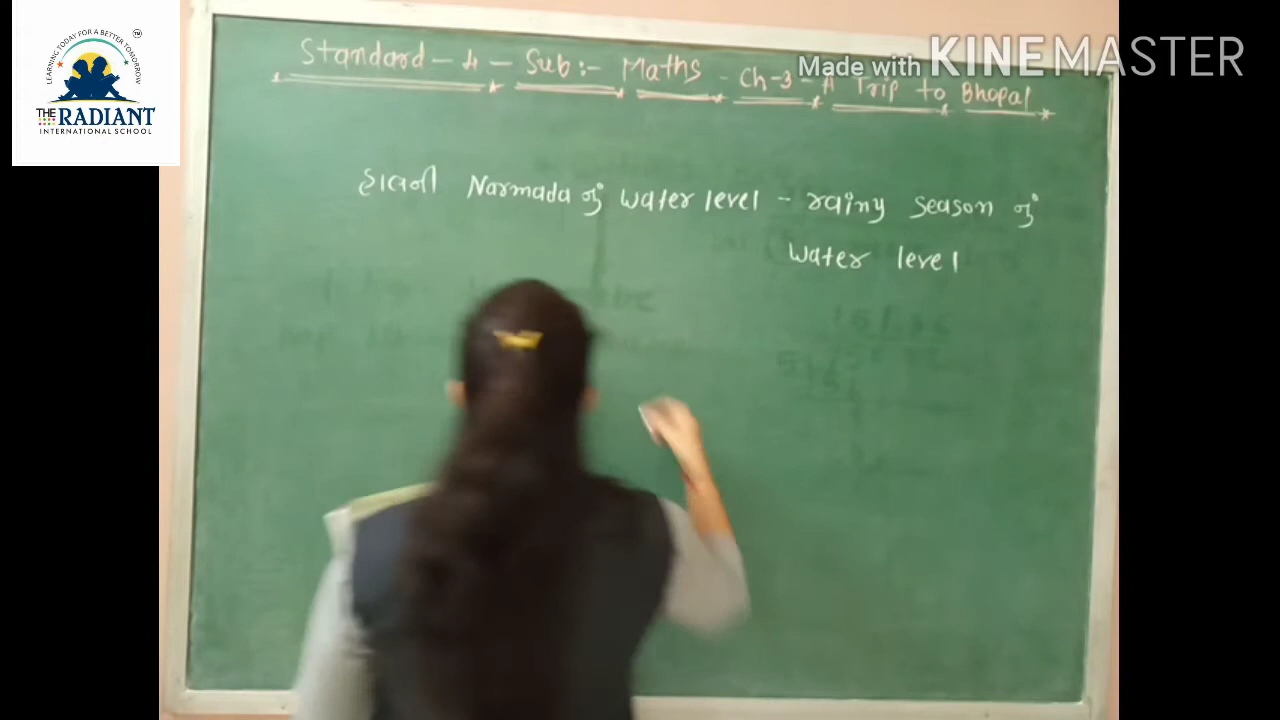 LEARNING TODAY FOR A BETTER TOMORROW
TM
THE RADIANT
INTERNATIONAL SCHOOL
Made with KINEMASTER
Standard - 4 - Sub :- Maths - Ch-3 - A Trip to Bhopal
હાલની Narmada નું water level - rainy season નું
water level